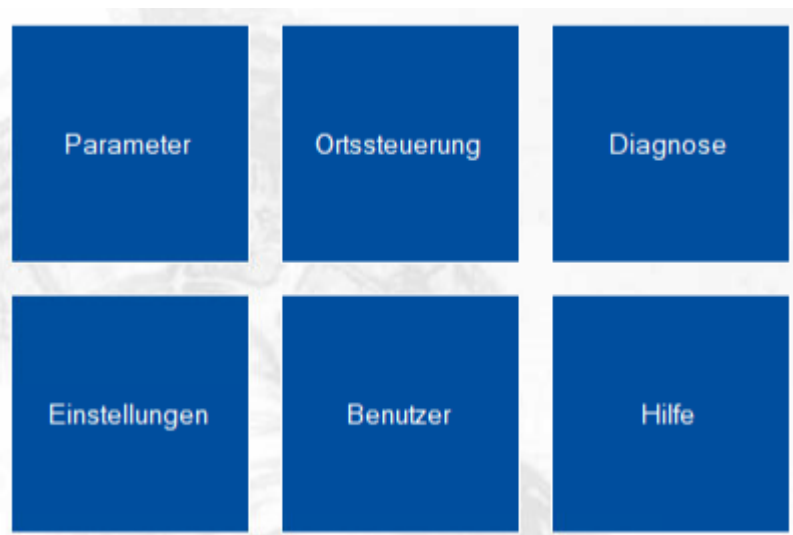 Parameter
Ortssteuerung
Diagnose
Einstellungen
Benutzer
Hilfe